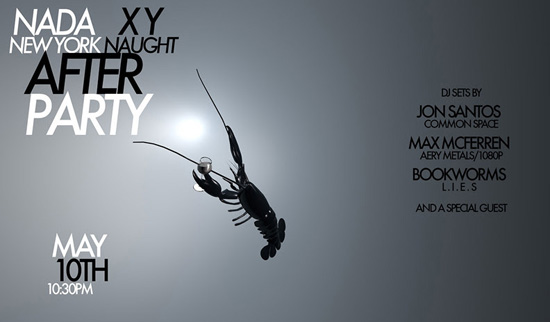 NADA XY
NEW YORK NAUGHT
AFTER
PARTY
MAY
10TH
10:30PM
DJ SETS BY
JON SANTOS
COMMON SPACE
MAX MCFERREN
AERY METALS/1080P
BOOKWORMS
L.I.E.S
AND A SPECIAL GUEST